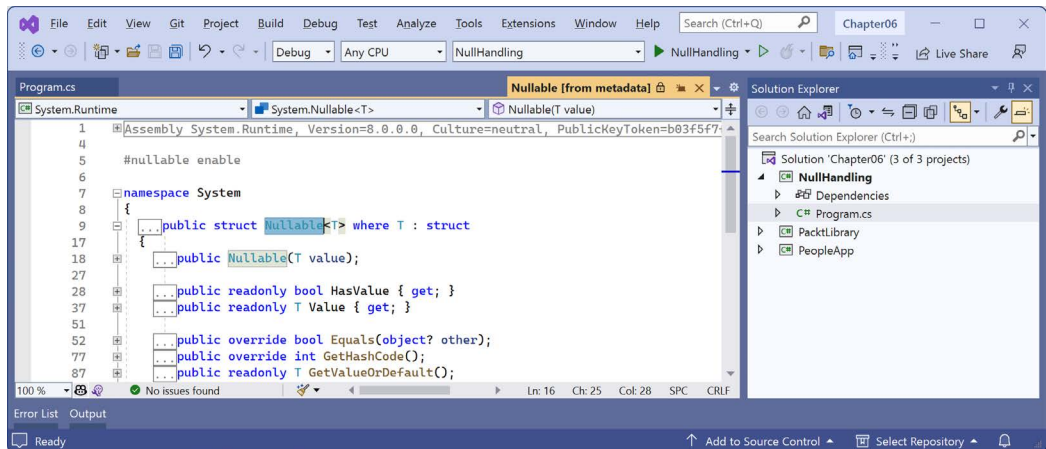 File Edit View Git Project Build Debug Test Analyze Tools Extensions Window Help Search (Ctrl+Q) Chapter06
Debug Any CPU NullHandling NullHandling Live Share
Program.cs Nullable [from metadata]
System.Runtime System.Nullable<T> Nullable(T value)
1 Assembly System.Runtime, Version=8.0.0.0, Culture=neutral, PublicKeyToken=b03f5f7
4
5 #nullable enable
6
7 namespace System
8 {
9 ...public struct Nullable<T> where T : struct
17 {
18 ...public Nullable(T value);
27
28 ...public readonly bool HasValue { get; }
37 ...public readonly T Value { get; }
51
52 ...public override bool Equals(object? other);
77 ...public override int GetHashCode();
87 ...public readonly T GetValueOrDefault();
100 % No issues found Ln: 16 Ch: 25 Col: 28 SPC CRLF
Solution Explorer
Search Solution Explorer (Ctrl+;)
Solution 'Chapter06' (3 of 3 projects)
C# NullHandling
Dependencies
C# Program.cs
C# PacktLibrary
C# PeopleApp
Error List Output
Ready Add to Source Control Select Repository